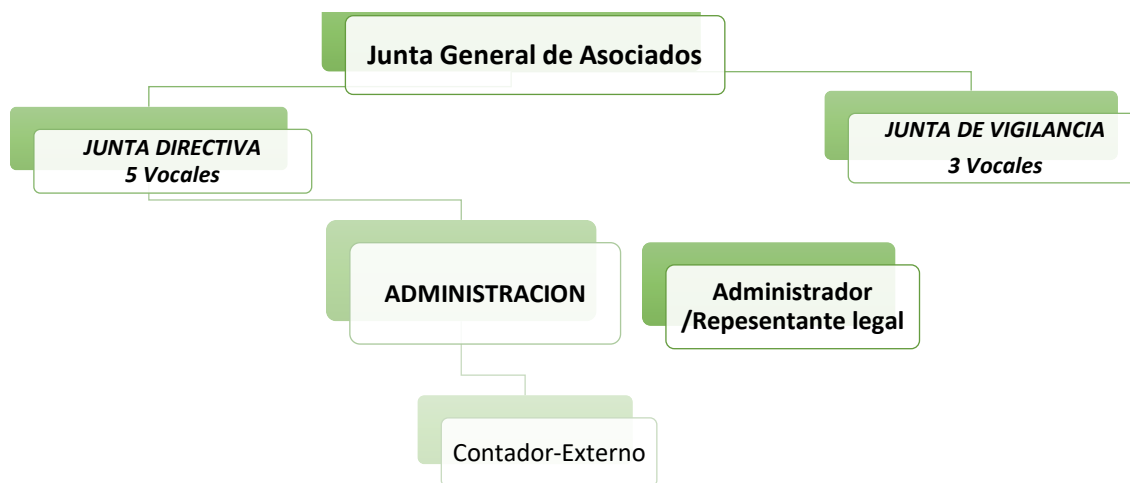 Junta General de Asociados
JUNTA DIRECTIVA
5 Vocales
JUNTA DE VIGILANCIA
3 Vocales
ADMINISTRACION
Administrador
/Repesentante legal
Contador-Externo